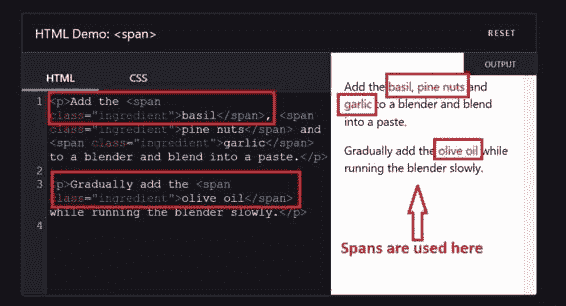 HTML Demo: <span>
RESET
HTML
CSS
OUTPUT
1 <p>Add the <span
class="ingredient">basil</span>, <span
class="ingredient">pine nuts</span> and
<span class="ingredient">garlic</span>
to a blender and blend into a paste.</p>
2
3 <p>Gradually add the <span
class="ingredient">olive oil</span>
while running the blender slowly.</p>
4
Add the basil, pine nuts and
garlic to a blender and blend
into a paste.
Gradually add the olive oil while
running the blender slowly.
Spans are used here